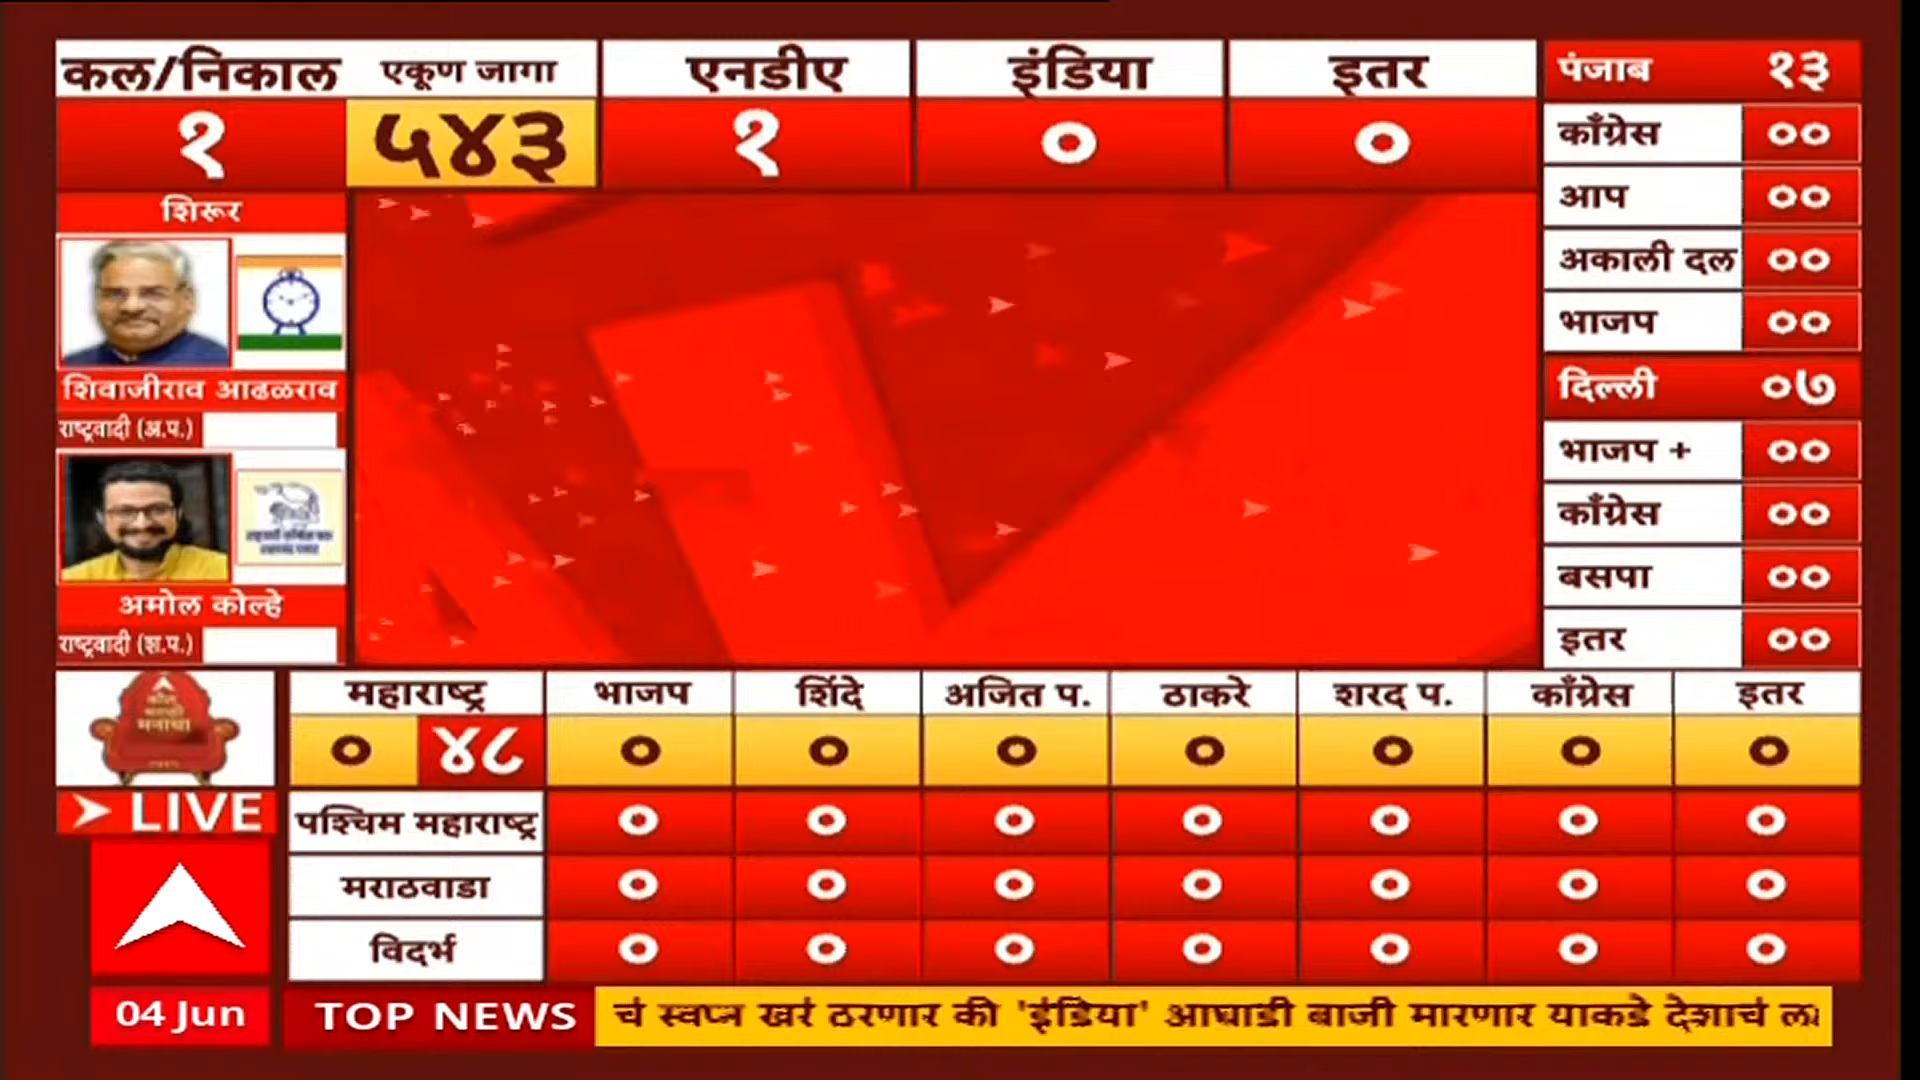 कल/निकाल एकूण जागा एनडीए इंडिया इतर
१ ५४३ १ ० ०
शिरूर
शिवाजीराव आढळराव
राष्ट्रवादी (अ.प.)
अमोल कोल्हे
राष्ट्रवादी (श.प.)
पंजाब १३
काँग्रेस ००
आप ००
अकाली दल ००
भाजप ००
दिल्ली ०७
भाजप + ००
काँग्रेस ००
बसपा ००
इतर ००
महाराष्ट्र भाजप शिंदे अजित प. ठाकरे शरद प. काँग्रेस इतर
० ४८ ० ० ० ० ० ० ०
पश्चिम महाराष्ट्र ० ० ० ० ० ० ०
मराठवाडा ० ० ० ० ० ० ०
विदर्भ ० ० ० ० ० ० ०
LIVE
04 Jun
TOP NEWS
चं स्वप्न खरं ठरणार की 'इंडिया' आघाडी बाजी मारणार याकडे देशाचं